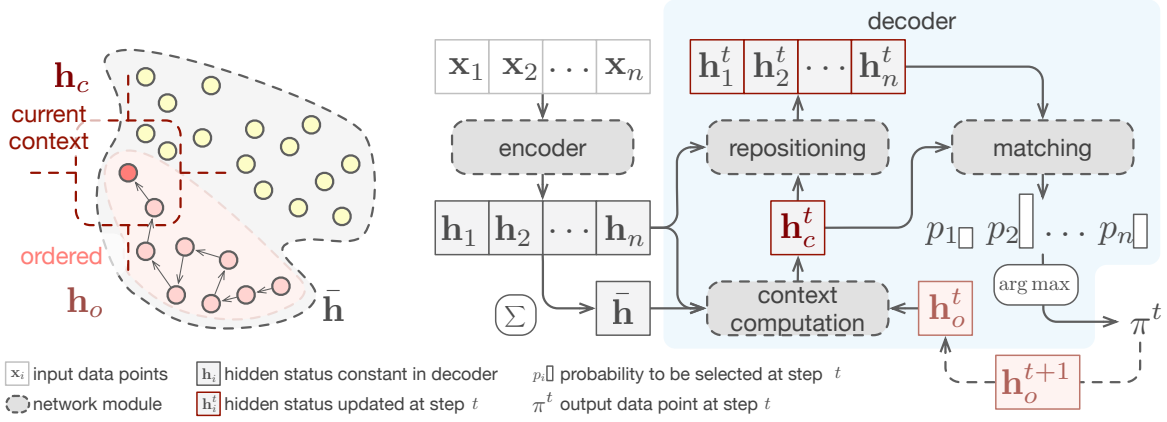 h_c
current
context
ordered
h_o
h̄
decoder
x_1 x_2 ... x_n
h_1^t h_2^t ... h_n^t
encoder
repositioning
matching
h_1 h_2 ... h_n
h_c^t
p_1 p_2 ... p_n
∑
h̄
context
computation
h_o^t
arg max
π^t
h_o^{t+1}
x_i input data points
h_i hidden status constant in decoder
p_i probability to be selected at step t
network module
h_i^t hidden status updated at step t
π^t output data point at step t